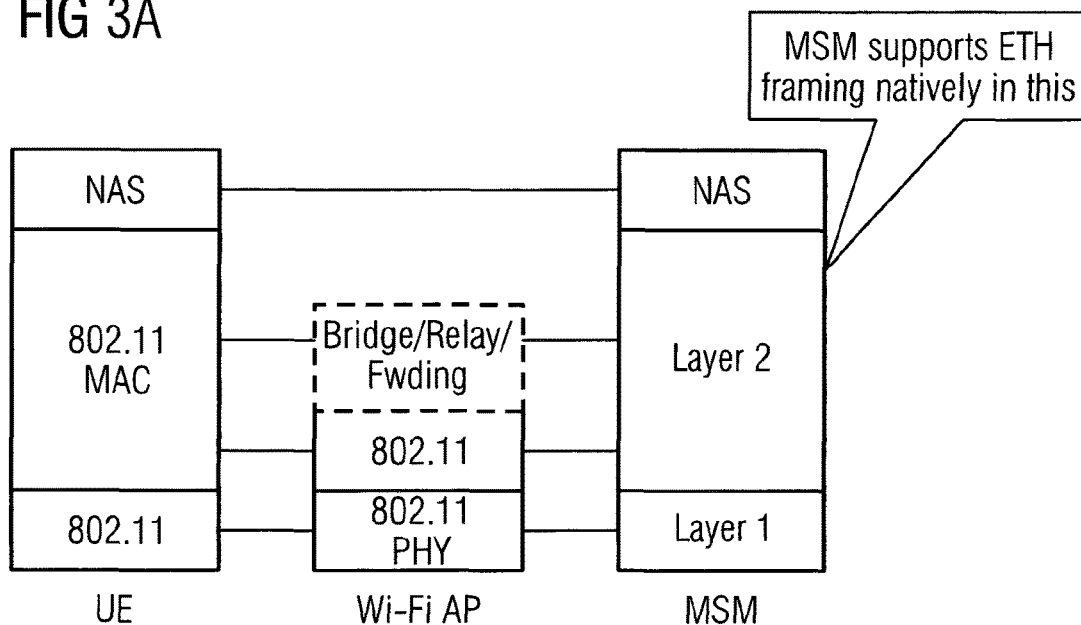 FIG 3A
MSM supports ETH
framing natively in this
NAS
NAS
802.11
MAC
Bridge/Relay/
Fwding
Layer 2
802.11
802.11
802.11
PHY
Layer 1
UE
Wi-Fi AP
MSM